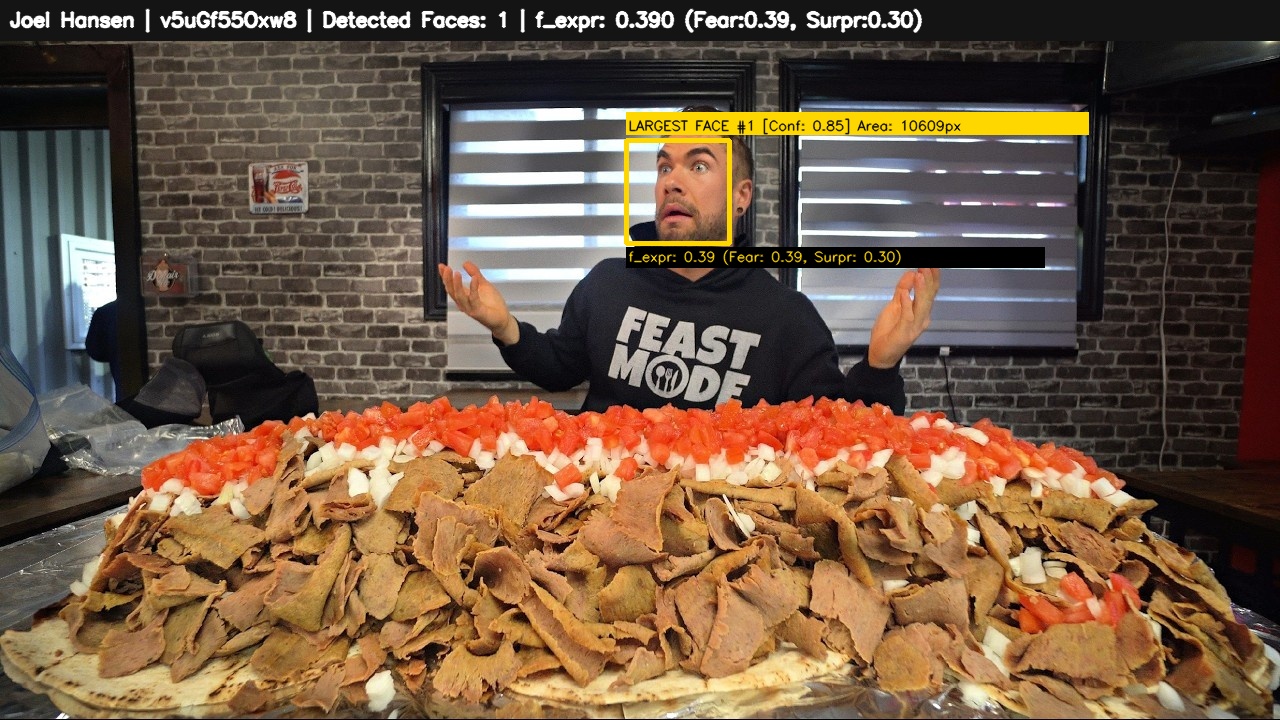 Joel Hansen | v5uGf55Oxw8 | Detected Faces: 1 | f_expr: 0.390 (Fear:0.39, Surpr:0.30)
LARGEST FACE #1 [Conf: 0.85] Area: 10609px
f_expr: 0.39 (Fear: 0.39, Surpr: 0.30)
FEAST
MODE